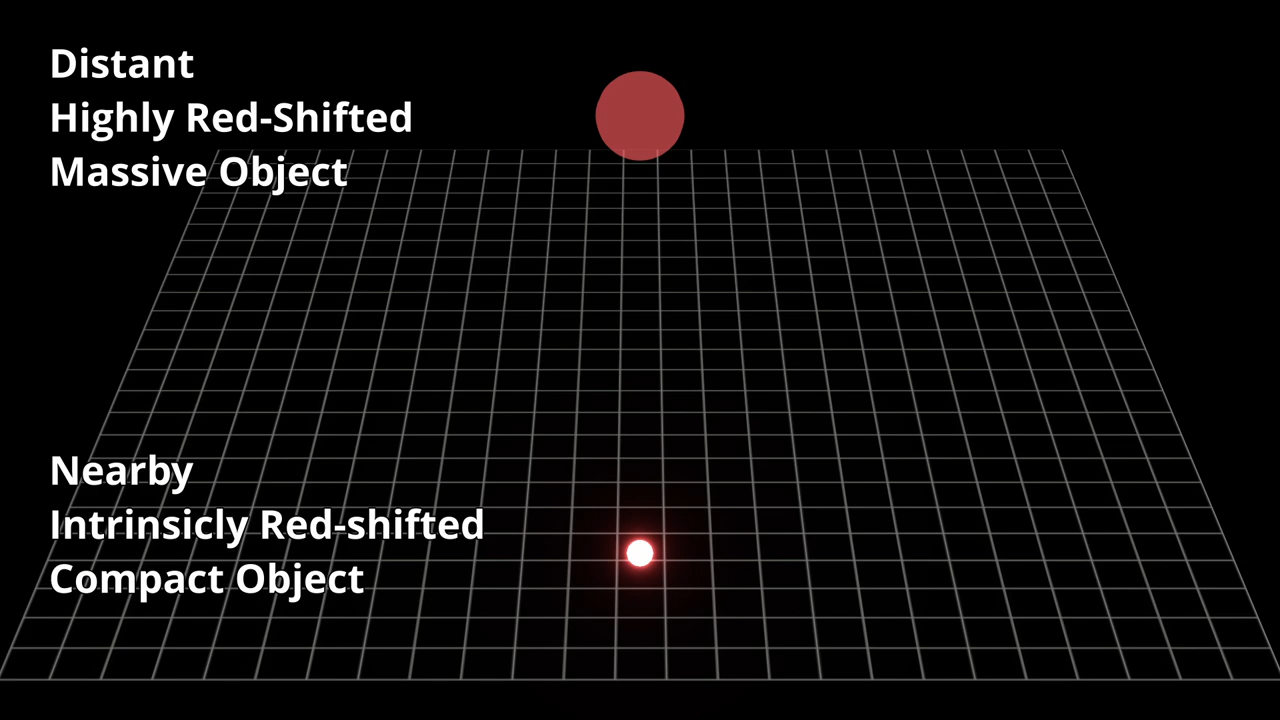 Distant
Highly Red-Shifted
Massive Object
Nearby
Intrinsicly Red-shifted
Compact Object